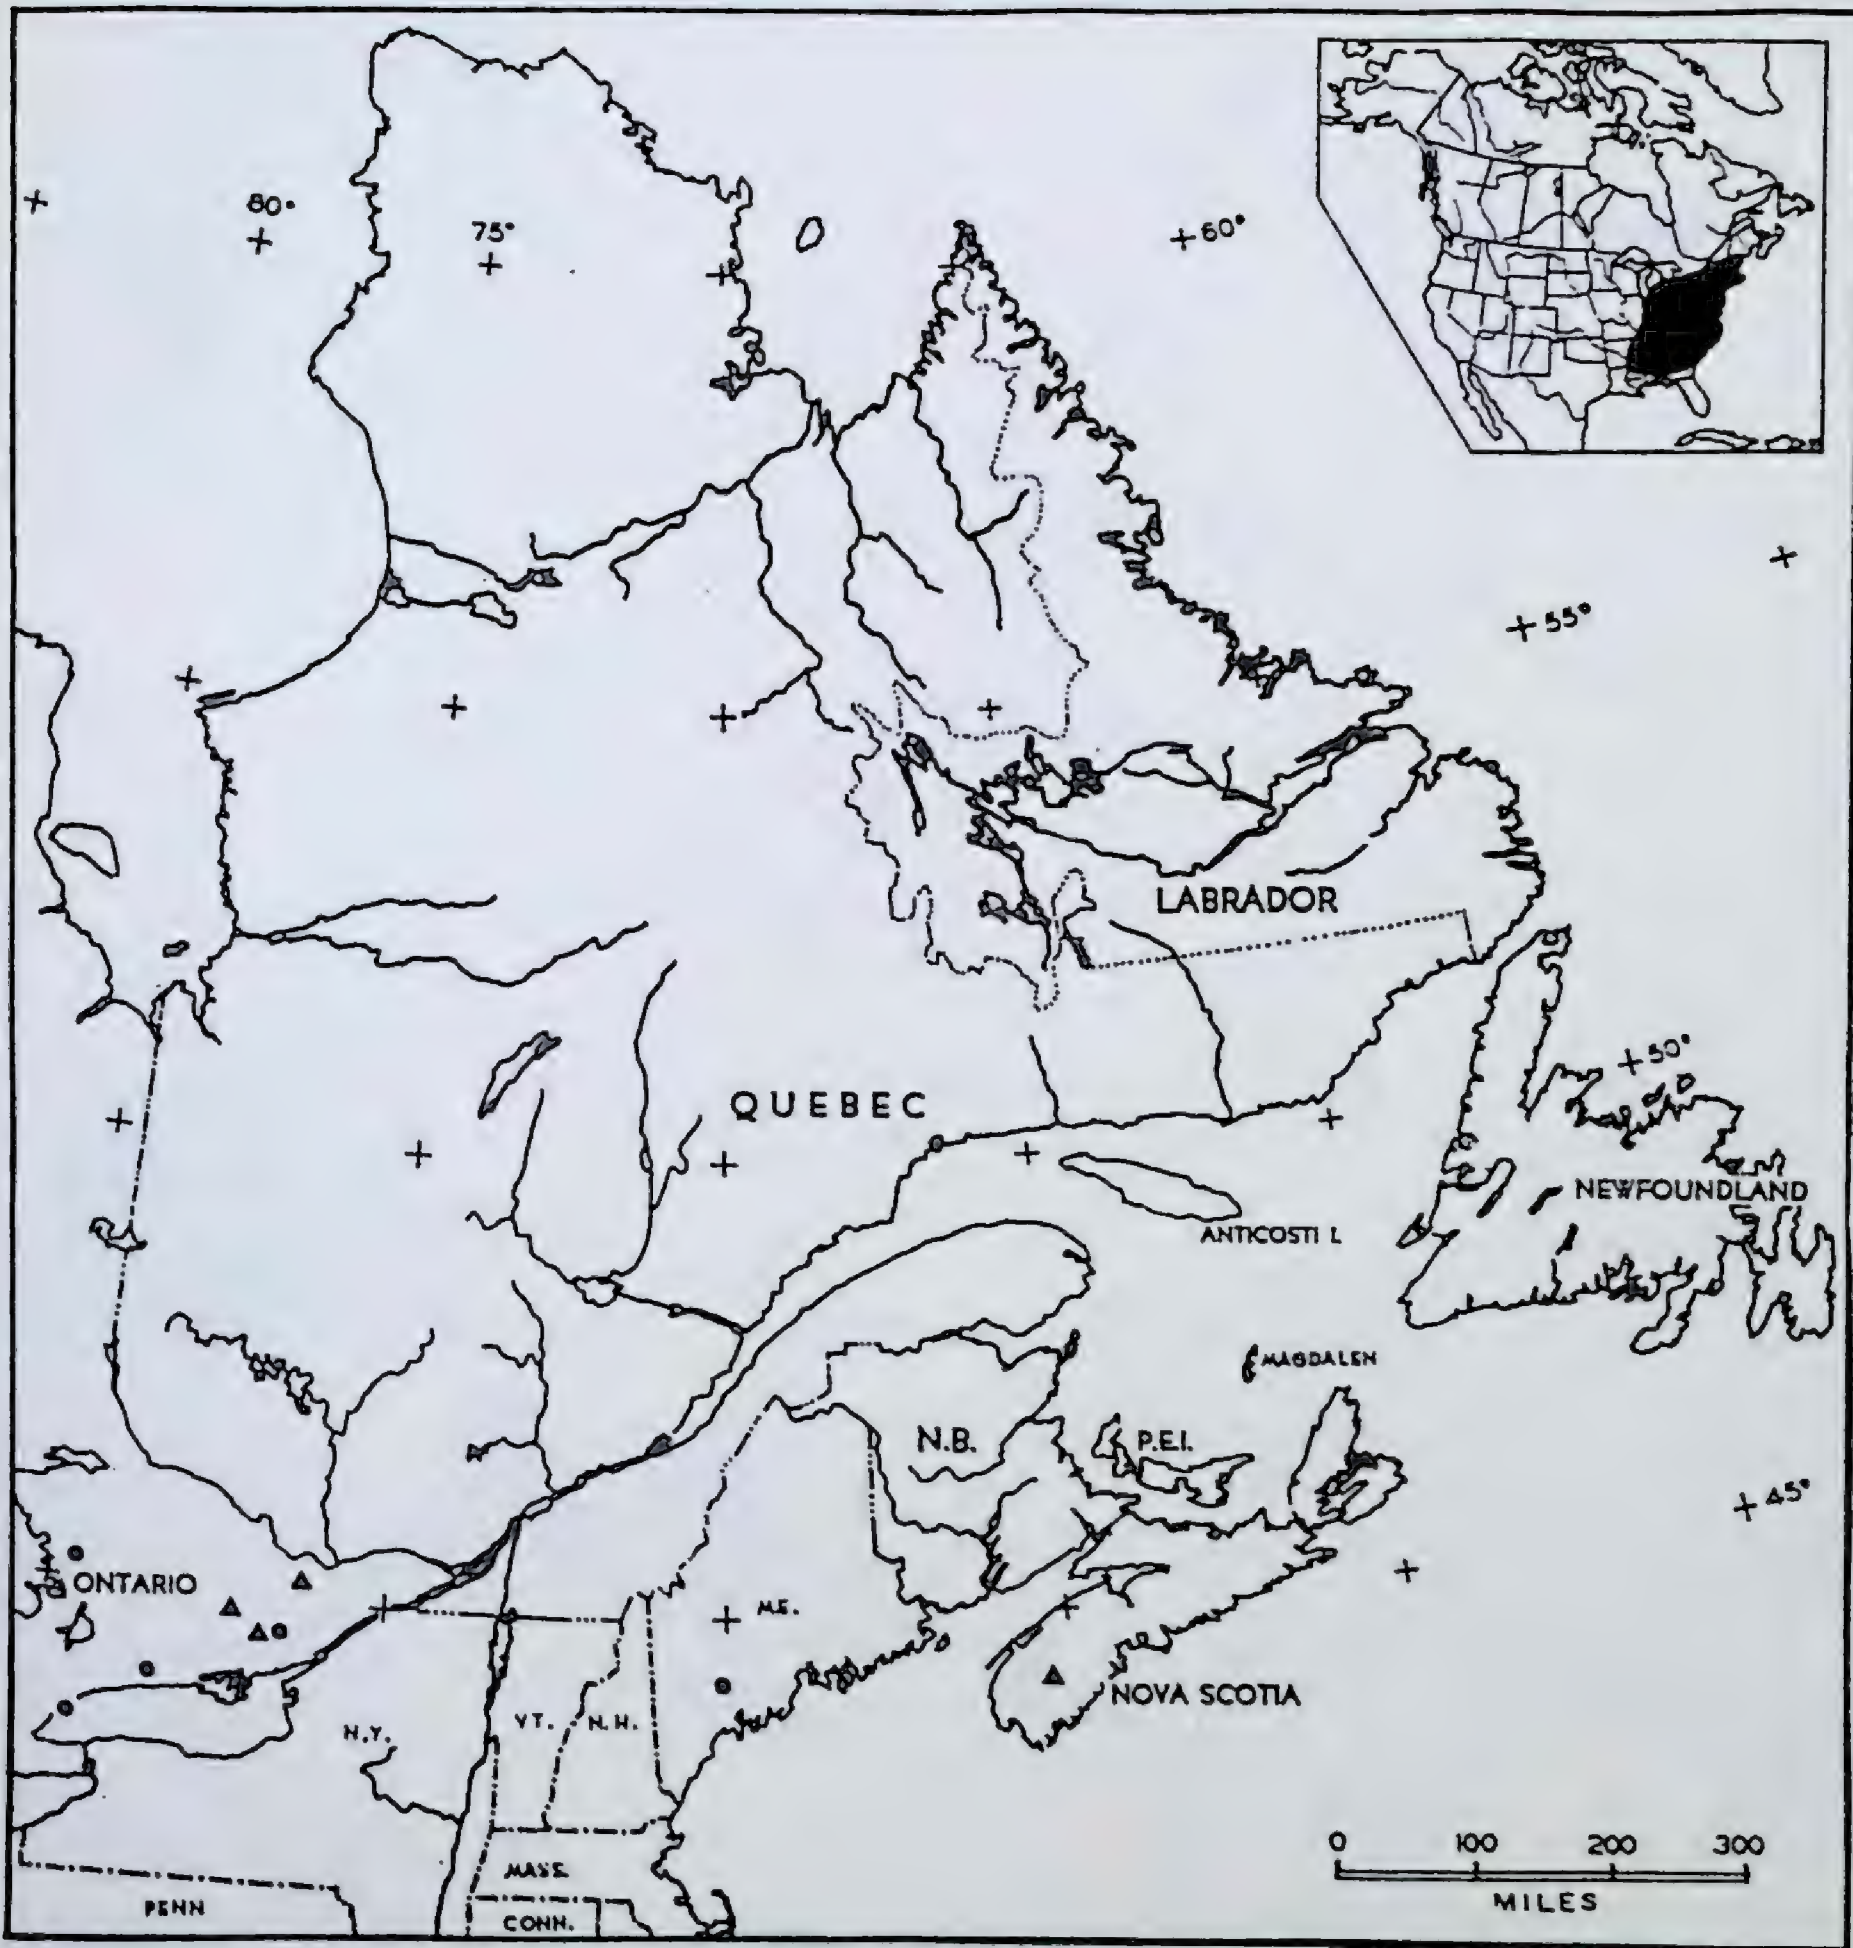 80°
75°
60°
55°
LABRADOR
50°
QUEBEC
NEWFOUNDLAND
ANTICOSTI I.
MAGDALEN
N.B.
P.E.I.
45°
ONTARIO
M.E.
NOVA SCOTIA
N.Y.
VT.
N.H.
0 100 200 300
MILES
MASS.
PENN
CONN.